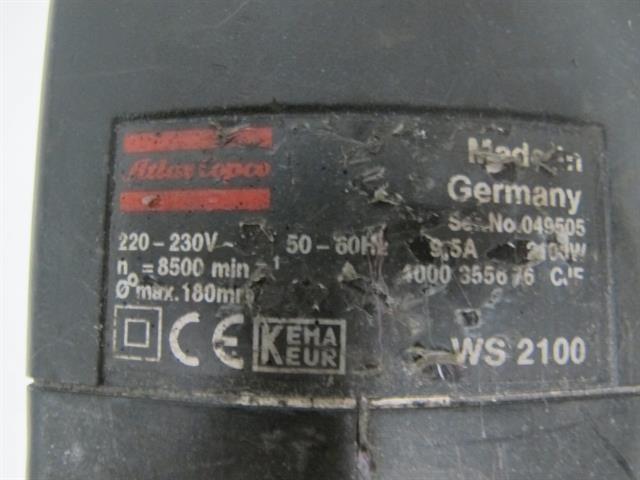 Atlas Copco
Made in
Germany
Ser. No. 049505
220-230V~ 50-60Hz 9,5A 2100W
n₀=8500 min⁻¹ 4000 3556 76
Ø max.180mm
CE KEMA
KEUR
WS 2100